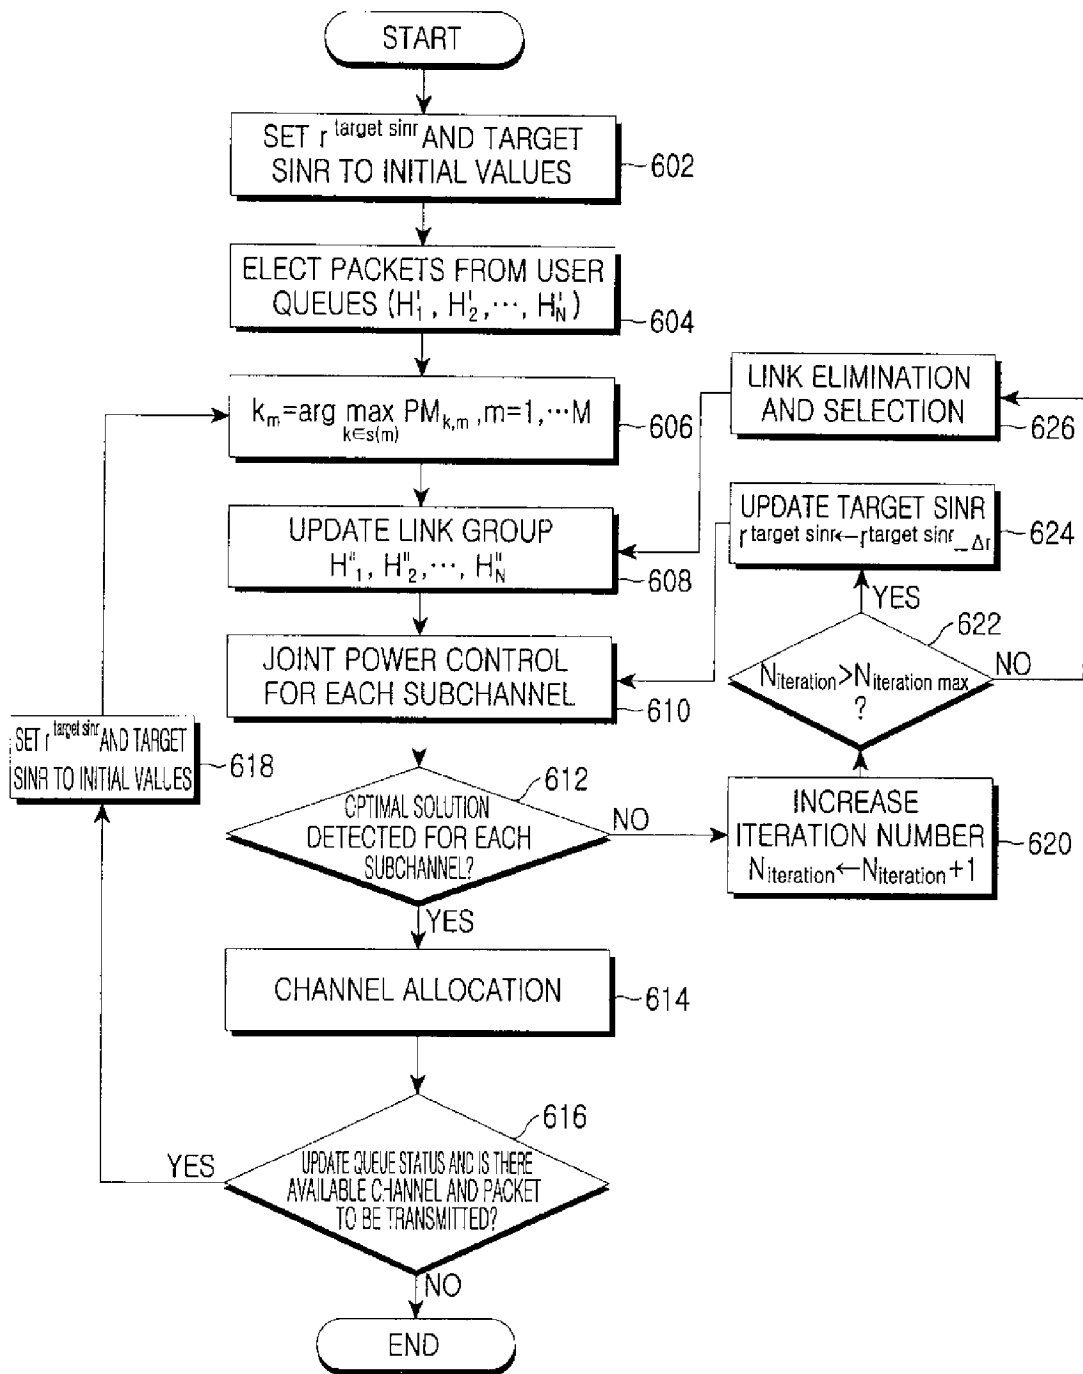 START
SET r^target sinr AND TARGET
SINR TO INITIAL VALUES
602
ELECT PACKETS FROM USER
QUEUES (H'1, H'2, ..., H'N)
604
km=arg max PMk,m, m=1, ...M
k∈s(m)
606
LINK ELIMINATION
AND SELECTION
626
UPDATE LINK GROUP
H"1, H"2, ..., H"N
608
UPDATE TARGET SINR
r^target sinr←r^target sinr_Δr
624
YES
JOINT POWER CONTROL
FOR EACH SUBCHANNEL
610
622
Niteration>Niteration max
?
NO
SET r^target sinr AND TARGET
SINR TO INITIAL VALUES
618
612
OPTIMAL SOLUTION
DETECTED FOR EACH
SUBCHANNEL?
NO
INCREASE
ITERATION NUMBER
Niteration←Niteration+1
620
YES
CHANNEL ALLOCATION
614
616
UPDATE QUEUE STATUS AND IS THERE
AVAILABLE CHANNEL AND PACKET
TO BE TRANSMITTED?
YES
NO
END